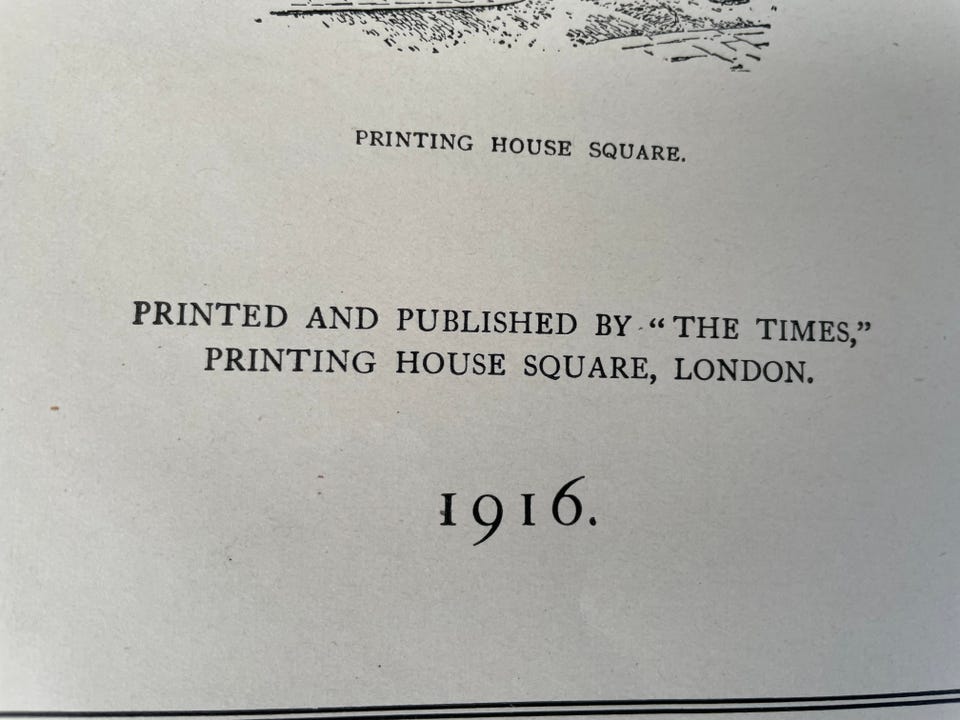 PRINTING HOUSE SQUARE.
PRINTED AND PUBLISHED BY “THE TIMES,”
PRINTING HOUSE SQUARE, LONDON.
1916.